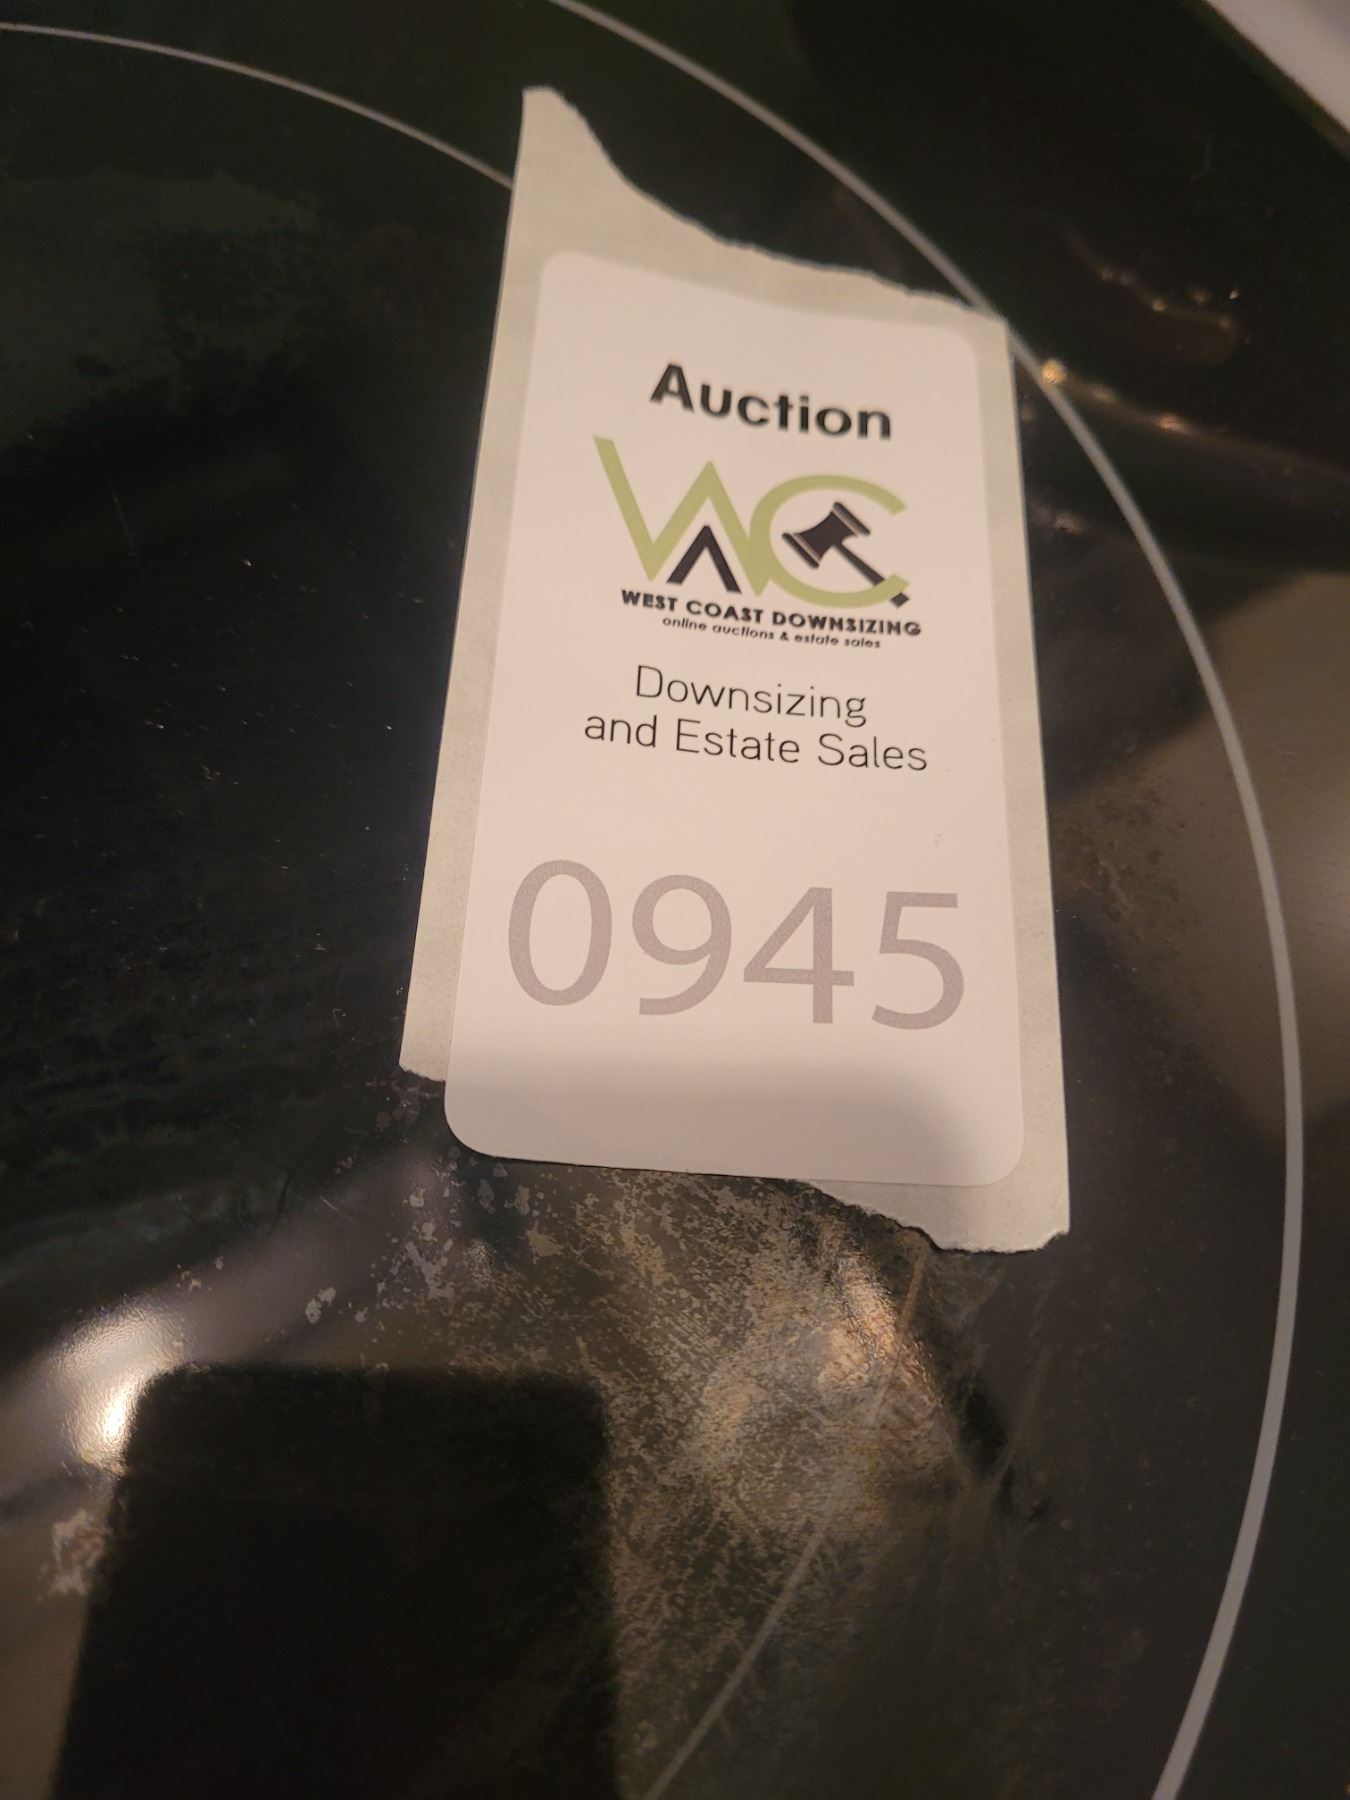 Auction
WC
WEST COAST DOWNSIZING
online auctions & estate sales
Downsizing
and Estate Sales
0945